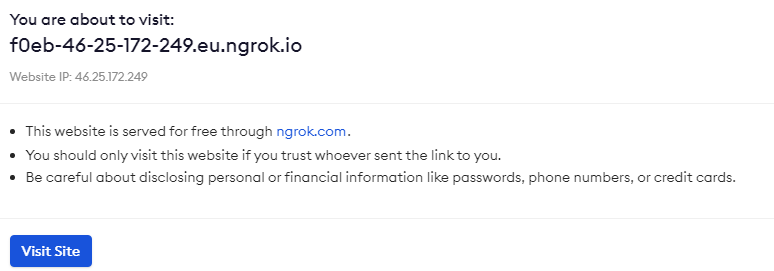 You are about to visit:
f0eb-46-25-172-249.eu.ngrok.io
Website IP: 46.25.172.249
This website is served for free through ngrok.com.
You should only visit this website if you trust whoever sent the link to you.
Be careful about disclosing personal or financial information like passwords, phone numbers, or credit cards.
Visit Site